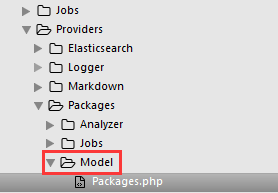 Jobs
Providers
Elasticsearch
Logger
Markdown
Packages
Analyzer
Jobs
Model
Packages.php